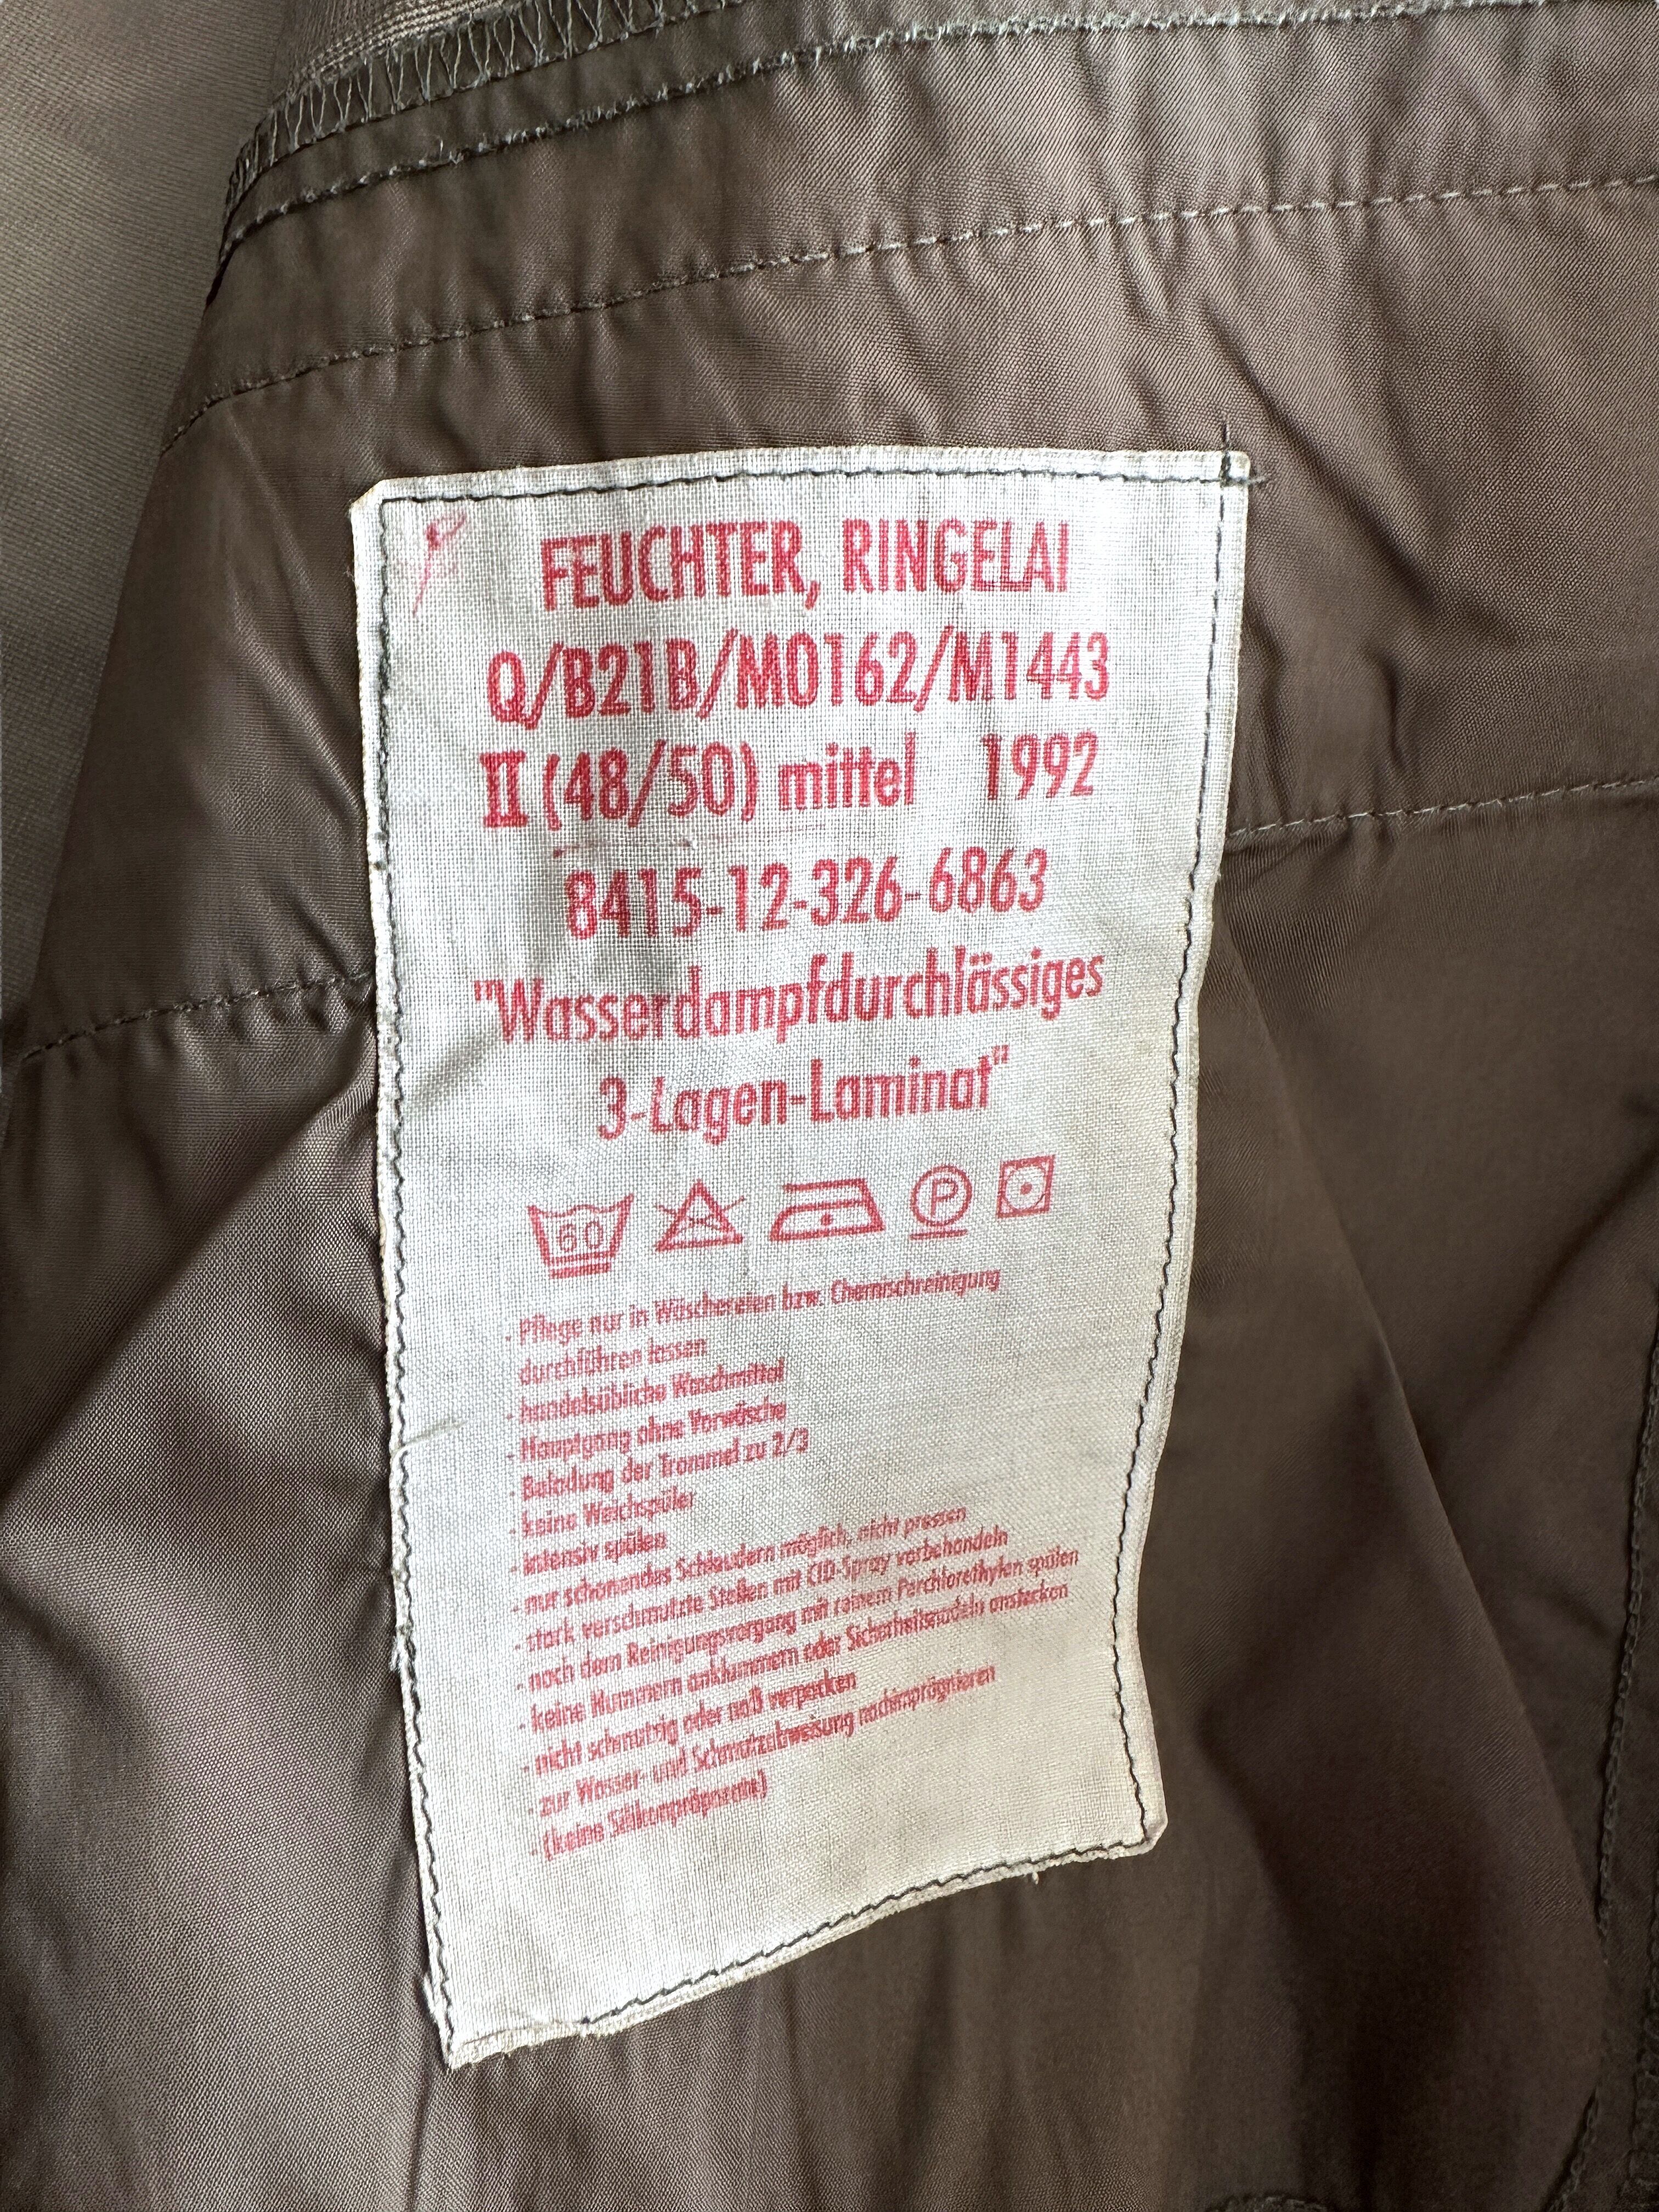 FEUCHTER, RINGELAI
Q/B21B/M0162/M1443
II (48/50) mittel 1992
8415-12-326-6863
"Wasserdampfdurchlässiges
3-Lagen-Laminat"
60 P
- Pflege nur in Wäschereien bzw. Chemischreinigung
durchführen lassen
- handelsübliche Waschmittel
- Hauptgang ohne Vorwäsche
- Beladung der Trommel zu 2/3
- keine Weichspüler
- intensiv spülen
- nur schonendes Schleudern möglich, nicht pressen
- stark verschmutzte Stellen mit C10-Spray vorbehandeln
- nach dem Reinigungsvorgang mit reinem Perchlorethylen spülen
- keine Nummern anklammern oder Sicherheitsnadeln anstecken
- nicht schmutzig oder naß verpacken
- zur Wasser- und Schmutzabweisung nachimprägnieren
- (keine Silikonpräparate)